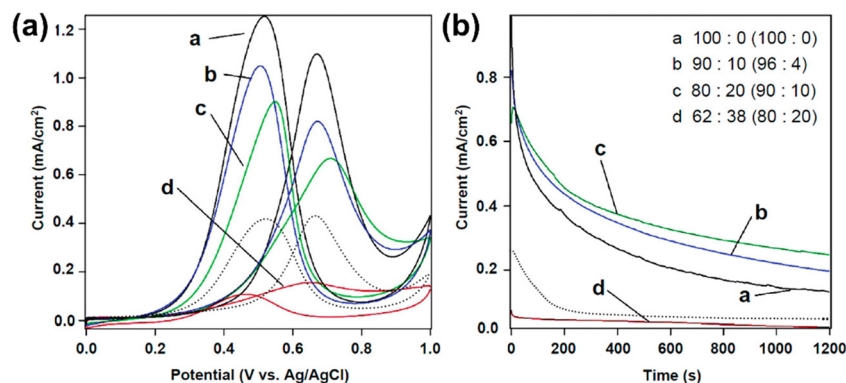 (a)
Current (mA/cm²)
1.2
1.0
0.8
0.6
0.4
0.2
0.0
a
b
c
d
0.0 0.2 0.4 0.6 0.8 1.0
Potential (V vs. Ag/AgCl)
(b)
Current (mA/cm²)
0.8
0.6
0.4
0.2
0.0
a 100 : 0 (100 : 0)
b 90 : 10 (96 : 4)
c 80 : 20 (90 : 10)
d 62 : 38 (80 : 20)
c
b
a
d
0 200 400 600 800 1000 1200
Time (s)